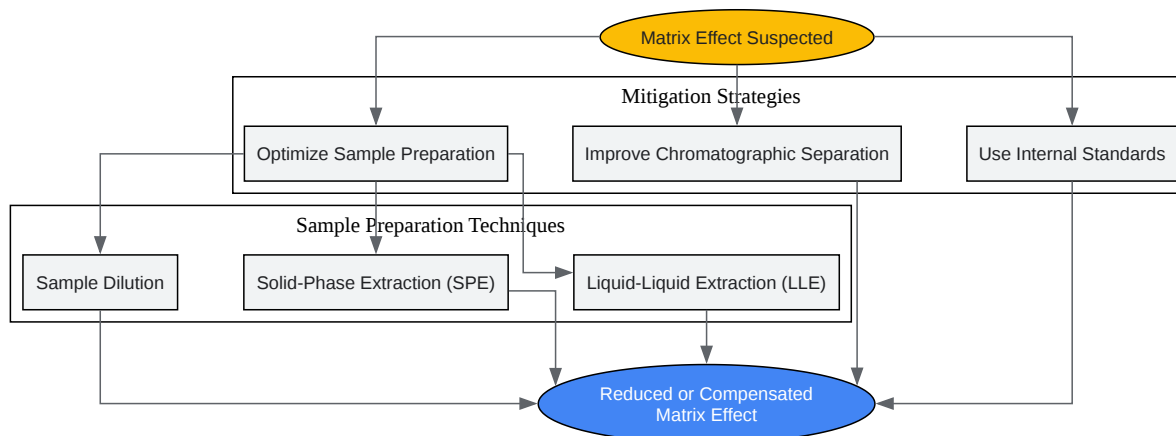 Matrix Effect Suspected
Mitigation Strategies
Optimize Sample Preparation
Improve Chromatographic Separation
Use Internal Standards
Sample Preparation Techniques
Sample Dilution
Solid-Phase Extraction (SPE)
Liquid-Liquid Extraction (LLE)
Reduced or Compensated
Matrix Effect